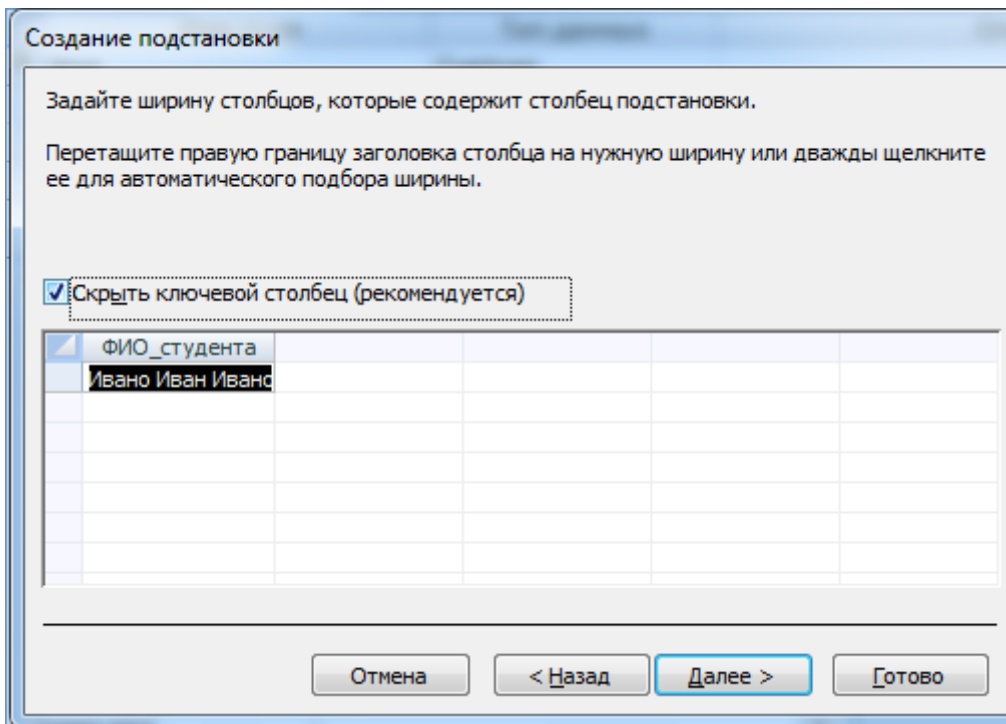 Создание подстановки
Задайте ширину столбцов, которые содержит столбец подстановки.
Перетащите правую границу заголовка столбца на нужную ширину или дважды щелкните
ее для автоматического подбора ширины.
Скрыть ключевой столбец (рекомендуется)
ФИО_студента
Ивано Иван Ивано
Отмена
< Назад
Далее >
Готово